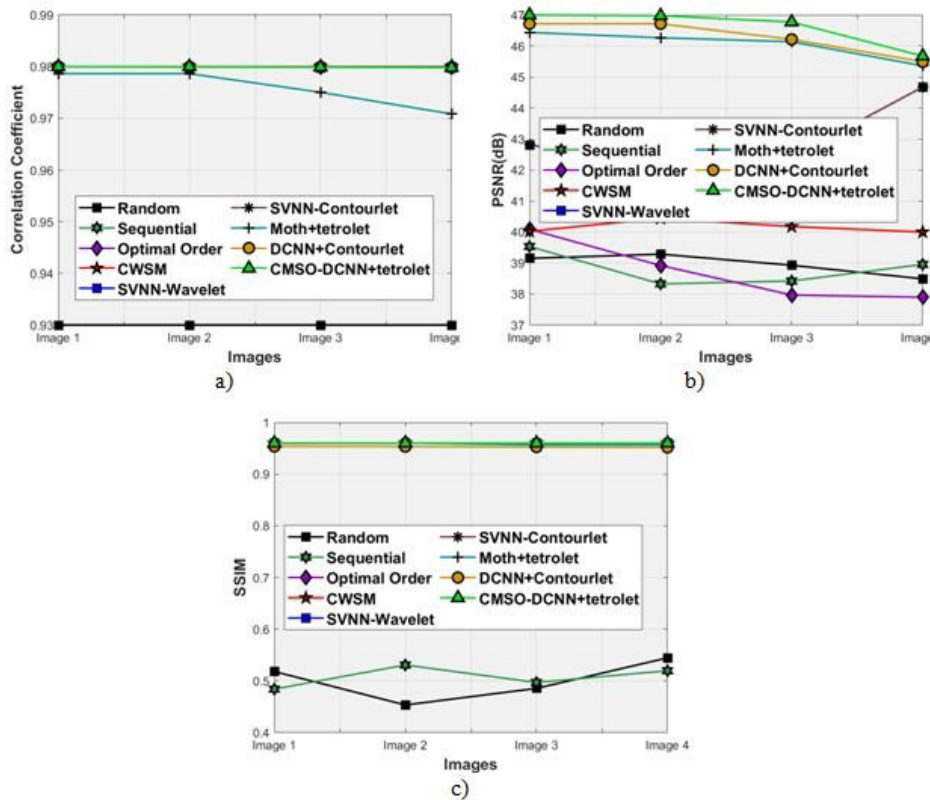 0.99
0.98
0.97
0.96
0.95
0.94
0.93
Correlation Coefficient
Random
Sequential
Optimal Order
CWSM
SVNN-Wavelet
SVNN-Contourlet
Moth+tetrolet
DCNN+Contourlet
CMSO-DCNN+tetrolet
Image 1
Image 2
Image 3
Imag
Images
a)
47
46
45
44
43
42
41
40
39
38
37
PSNR(dB)
Random
Sequential
Optimal Order
CWSM
SVNN-Wavelet
SVNN-Contourlet
Moth+tetrolet
DCNN+Contourlet
CMSO-DCNN+tetrolet
Image 1
Image 2
Image 3
Imag
Images
b)
1
0.9
0.8
0.7
0.6
0.5
0.4
SSIM
Random
Sequential
Optimal Order
CWSM
SVNN-Wavelet
SVNN-Contourlet
Moth+tetrolet
DCNN+Contourlet
CMSO-DCNN+tetrolet
Image 1
Image 2
Image 3
Image 4
Images
c)